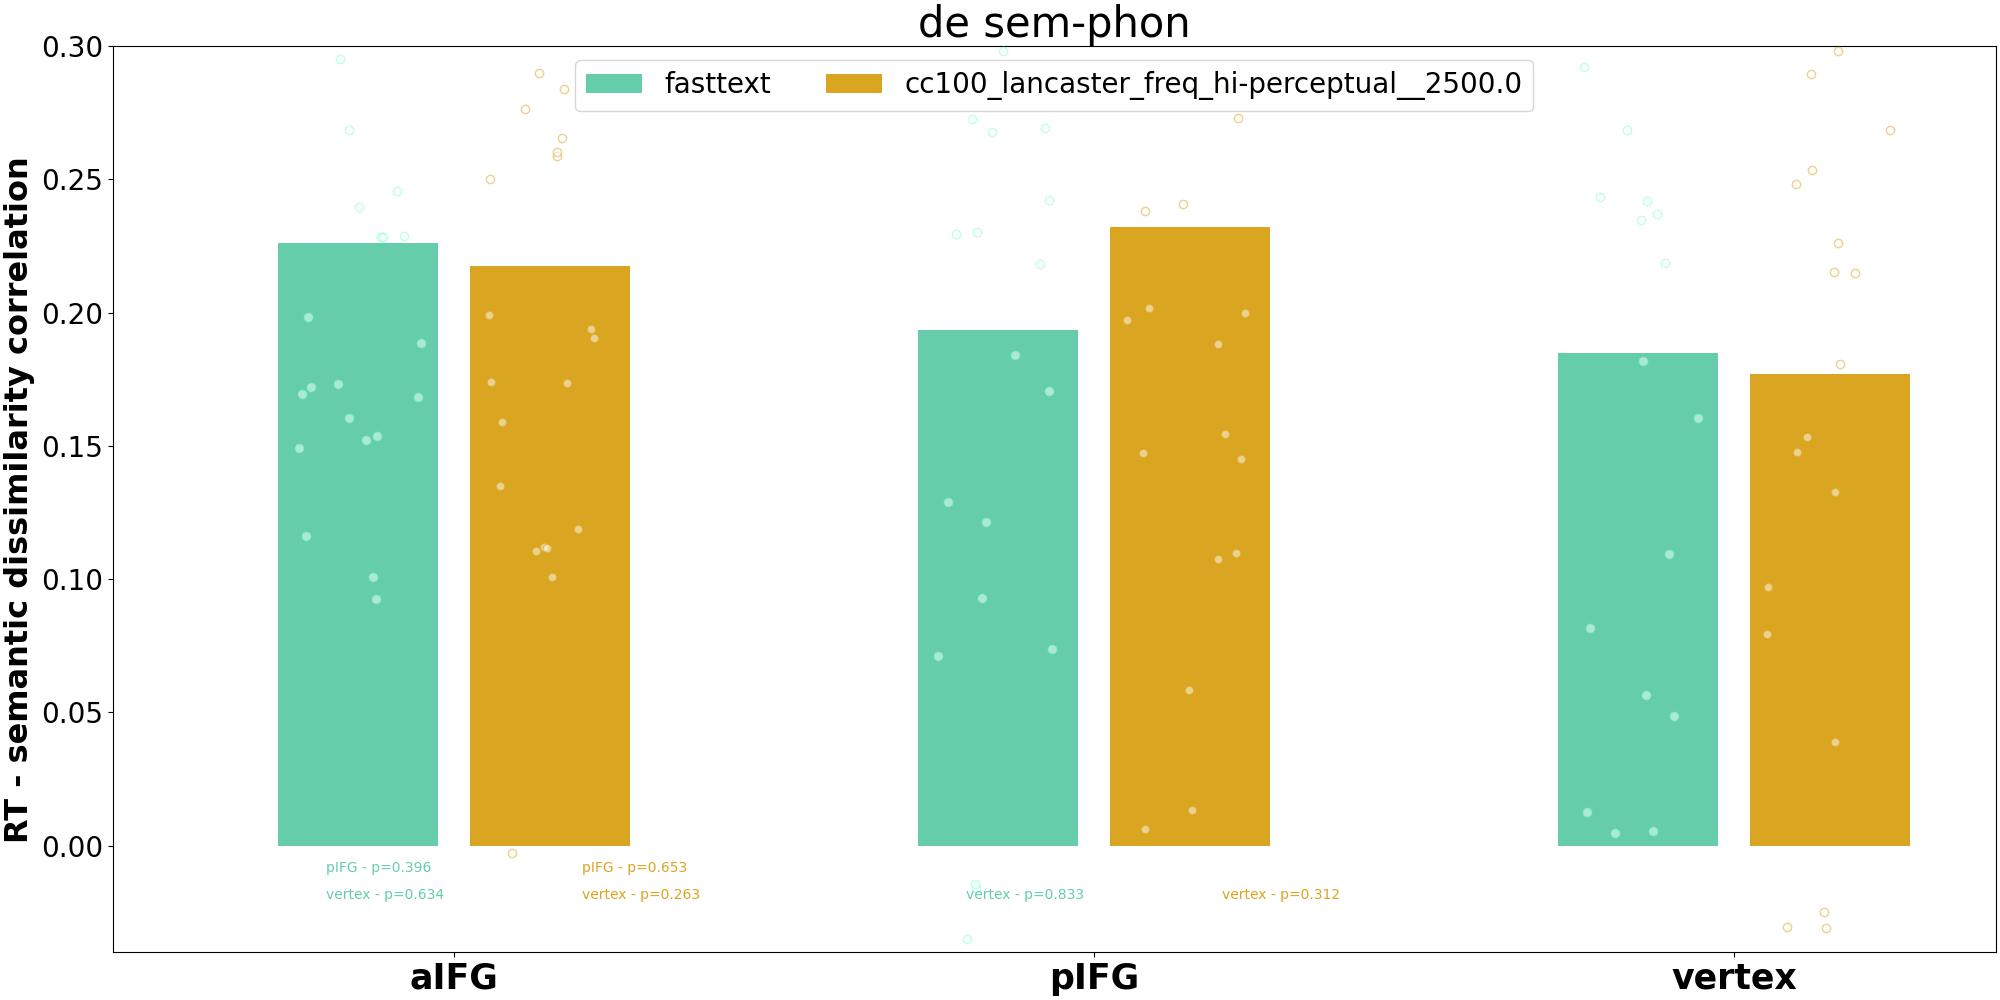 de sem-phon
fasttext
cc100_lancaster_freq_hi-perceptual__2500.0
RT - semantic dissimilarity correlation
0.30
0.25
0.20
0.15
0.10
0.05
0.00
pIFG - p=0.396
vertex - p=0.634
pIFG - p=0.653
vertex - p=0.263
vertex - p=0.833
vertex - p=0.312
aIFG
pIFG
vertex